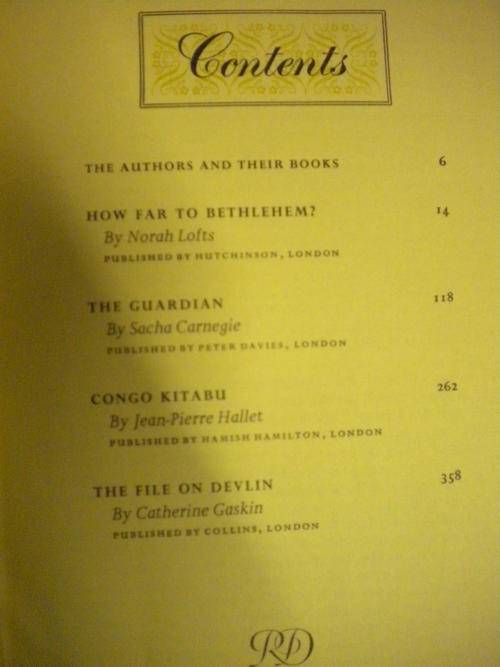 Contents
THE AUTHORS AND THEIR BOOKS 6
HOW FAR TO BETHLEHEM? 14
By Norah Lofts
PUBLISHED BY HUTCHINSON, LONDON
THE GUARDIAN 118
By Sacha Carnegie
PUBLISHED BY PETER DAVIES, LONDON
CONGO KITABU 262
By Jean-Pierre Hallet
PUBLISHED BY HAMISH HAMILTON, LONDON
THE FILE ON DEVLIN 358
By Catherine Gaskin
PUBLISHED BY COLLINS, LONDON
RD